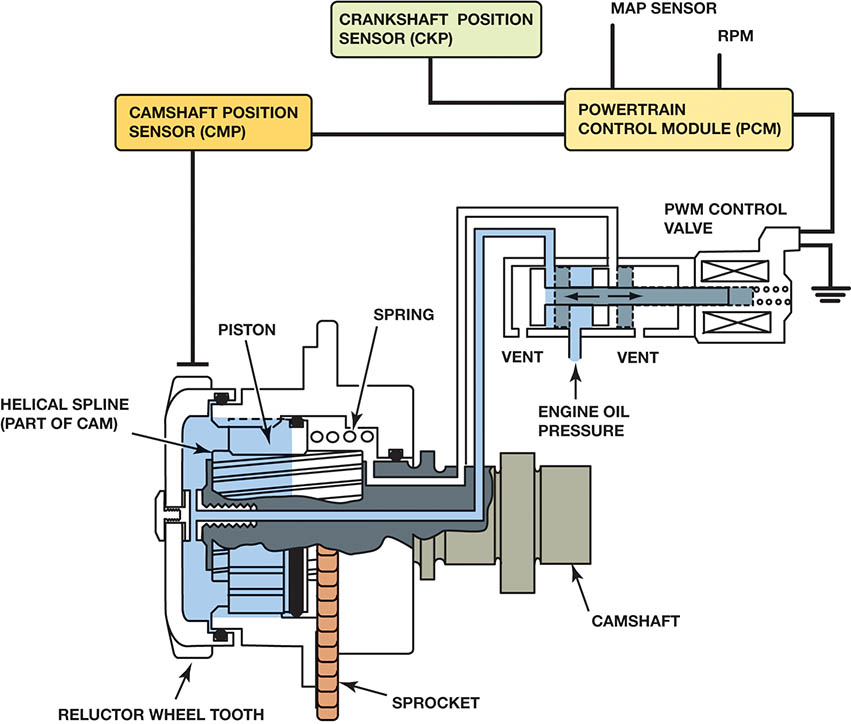 MAP SENSOR
CRANKSHAFT POSITION
SENSOR (CKP)
RPM
CAMSHAFT POSITION
SENSOR (CMP)
POWERTRAIN
CONTROL MODULE (PCM)
PWM CONTROL
VALVE
SPRING
PISTON
VENT
VENT
HELICAL SPLINE
(PART OF CAM)
ENGINE OIL
PRESSURE
CAMSHAFT
SPROCKET
RELUCTOR WHEEL TOOTH